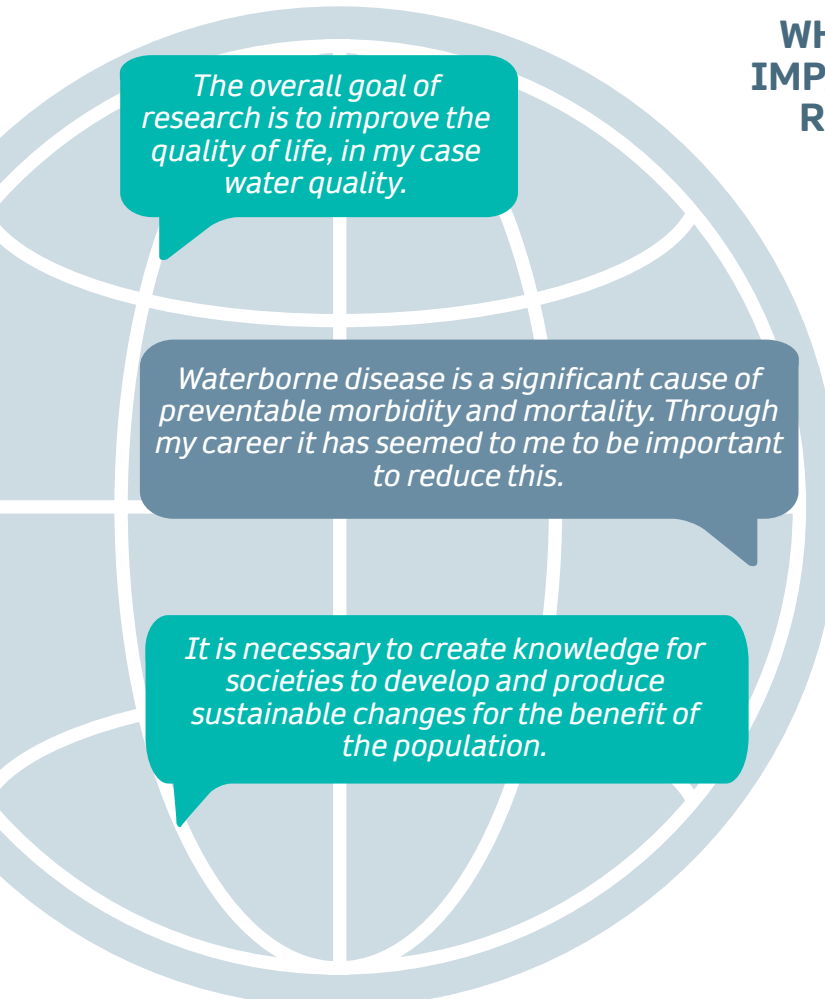 WH
IMP
R
The overall goal of
research is to improve the
quality of life, in my case
water quality.
Waterborne disease is a significant cause of
preventable morbidity and mortality. Through
my career it has seemed to me to be important
to reduce this.
It is necessary to create knowledge for
societies to develop and produce
sustainable changes for the benefit of
the population.